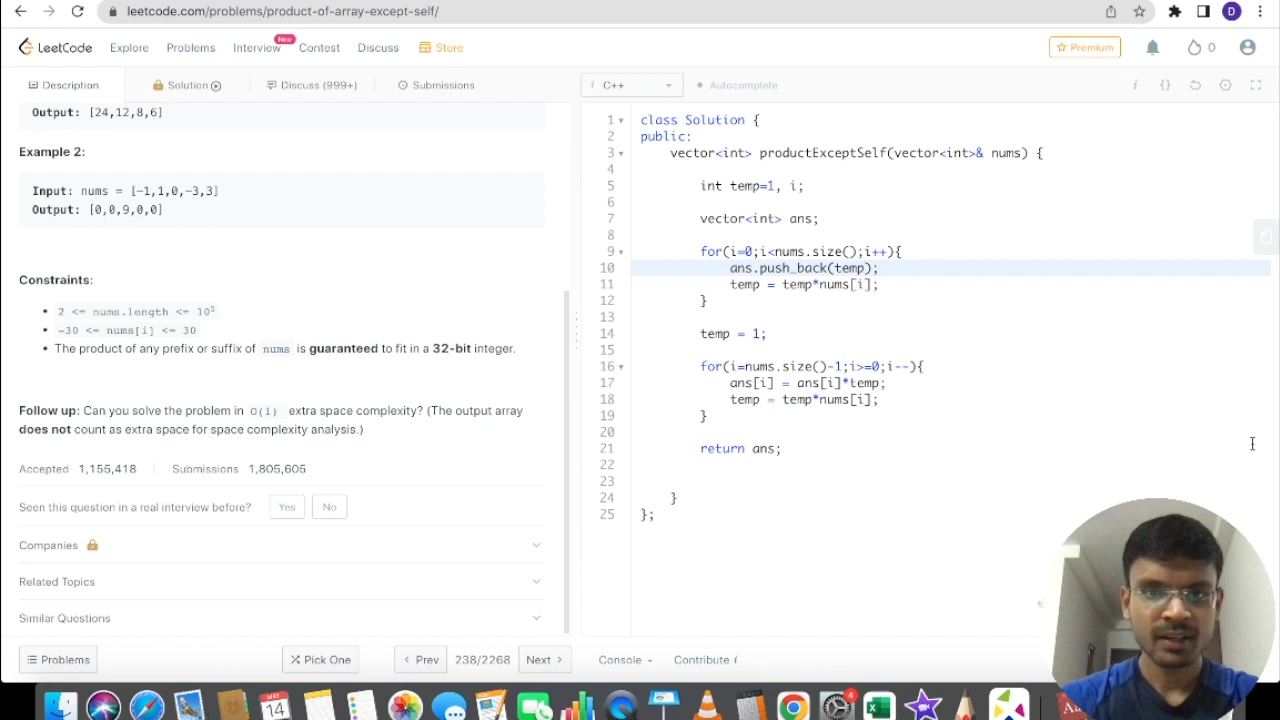 leetcode.com/problems/product-of-array-except-self/
D
LeetCode
Explore
Problems
Interview
New
Contest
Discuss
Store
Premium
0
Description
Solution
Discuss (999+)
Submissions
i C++
Autocomplete
i {}
Output: [24,12,8,6]
Example 2:
Input: nums = [-1,1,0,-3,3]
Output: [0,0,9,0,0]
Constraints:
• 2 <= nums.length <= 10⁵
• -30 <= nums[i] <= 30
• The product of any prefix or suffix of nums is guaranteed to fit in a 32-bit integer.
Follow up: Can you solve the problem in O(1) extra space complexity? (The output array
does not count as extra space for space complexity analysis.)
Accepted 1,155,418 Submissions 1,805,605
Seen this question in a real interview before? Yes No
Companies
Related Topics
Similar Questions
Problems
Pick One
Prev
238/2268
Next
Console
Contribute i
1 class Solution {
2 public:
3 vector<int> productExceptSelf(vector<int>& nums) {
4
5 int temp=1, i;
6
7 vector<int> ans;
8
9 for(i=0;i<nums.size();i++){
10 ans.push_back(temp);
11 temp = temp*nums[i];
12 }
13
14 temp = 1;
15
16 for(i=nums.size()-1;i>=0;i--){
17 ans[i] = ans[i]*temp;
18 temp = temp*nums[i];
19 }
20
21 return ans;
22
23
24 }
25 };
MAY
14
4